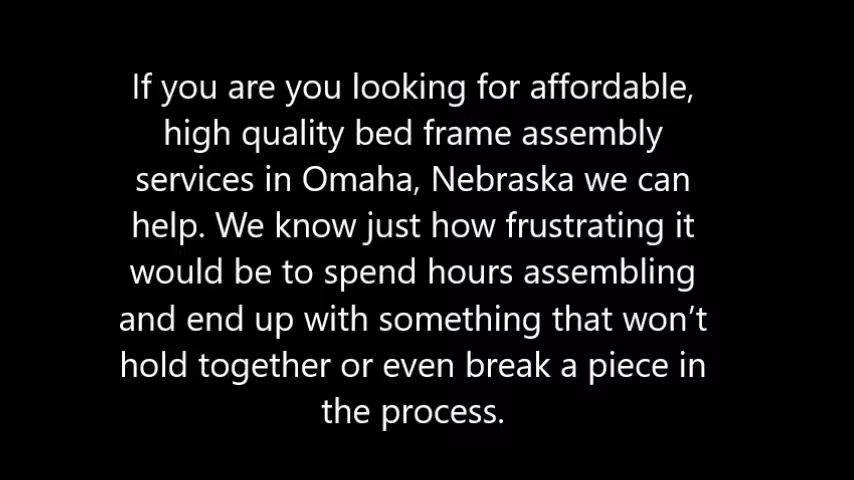 If you are you looking for affordable,
high quality bed frame assembly
services in Omaha, Nebraska we can
help. We know just how frustrating it
would be to spend hours assembling
and end up with something that won’t
hold together or even break a piece in
the process.